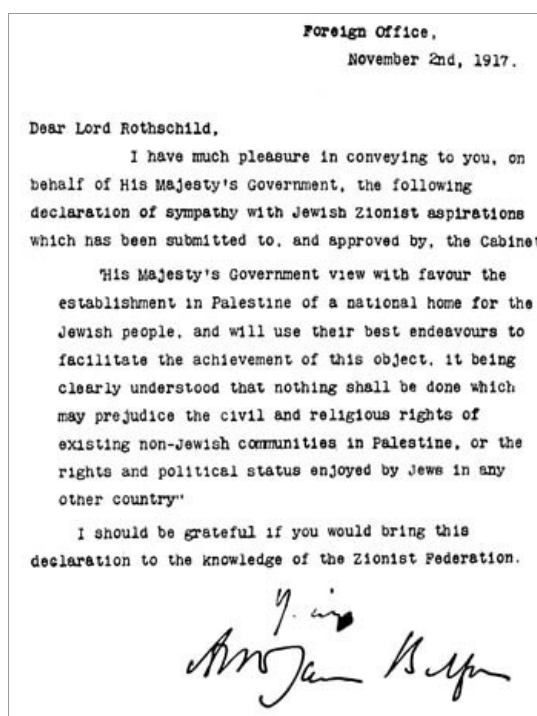 Foreign Office,
November 2nd, 1917.
Dear Lord Rothschild,
I have much pleasure in conveying to you, on
behalf of His Majesty's Government, the following
declaration of sympathy with Jewish Zionist aspirations
which has been submitted to, and approved by, the Cabinet
"His Majesty's Government view with favour the
establishment in Palestine of a national home for the
Jewish people, and will use their best endeavours to
facilitate the achievement of this object, it being
clearly understood that nothing shall be done which
may prejudice the civil and religious rights of
existing non-Jewish communities in Palestine, or the
rights and political status enjoyed by Jews in any
other country"
I should be grateful if you would bring this
declaration to the knowledge of the Zionist Federation.
Balfour